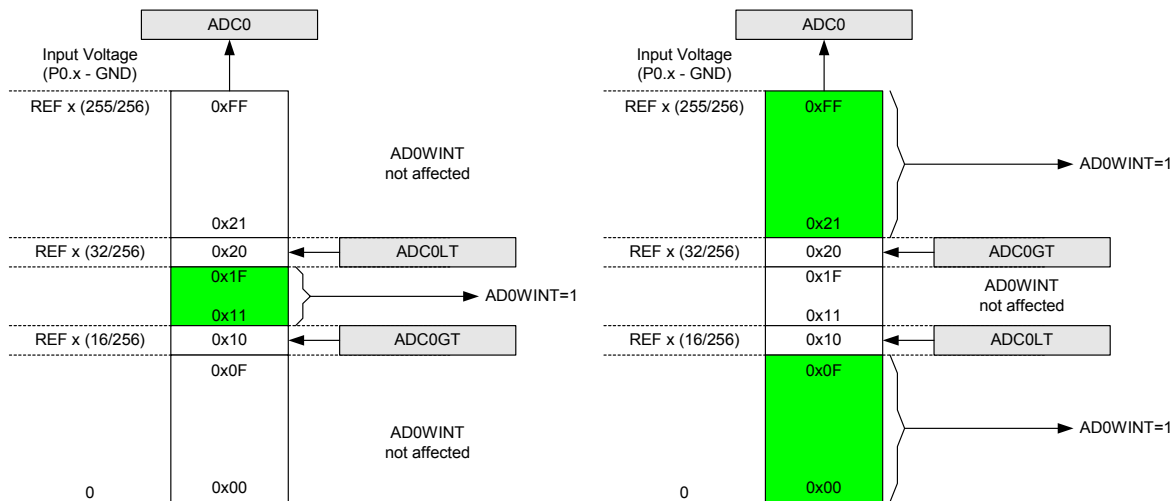 ADC0
Input Voltage
(P0.x - GND)
REF x (255/256)
0xFF
AD0WINT
not affected
0x21
REF x (32/256)
0x20
ADC0LT
0x1F
AD0WINT=1
0x11
REF x (16/256)
0x10
ADC0GT
0x0F
AD0WINT
not affected
0
0x00
ADC0
Input Voltage
(P0.x - GND)
REF x (255/256)
0xFF
AD0WINT=1
0x21
REF x (32/256)
0x20
ADC0GT
0x1F
AD0WINT
not affected
0x11
REF x (16/256)
0x10
ADC0LT
0x0F
AD0WINT=1
0
0x00